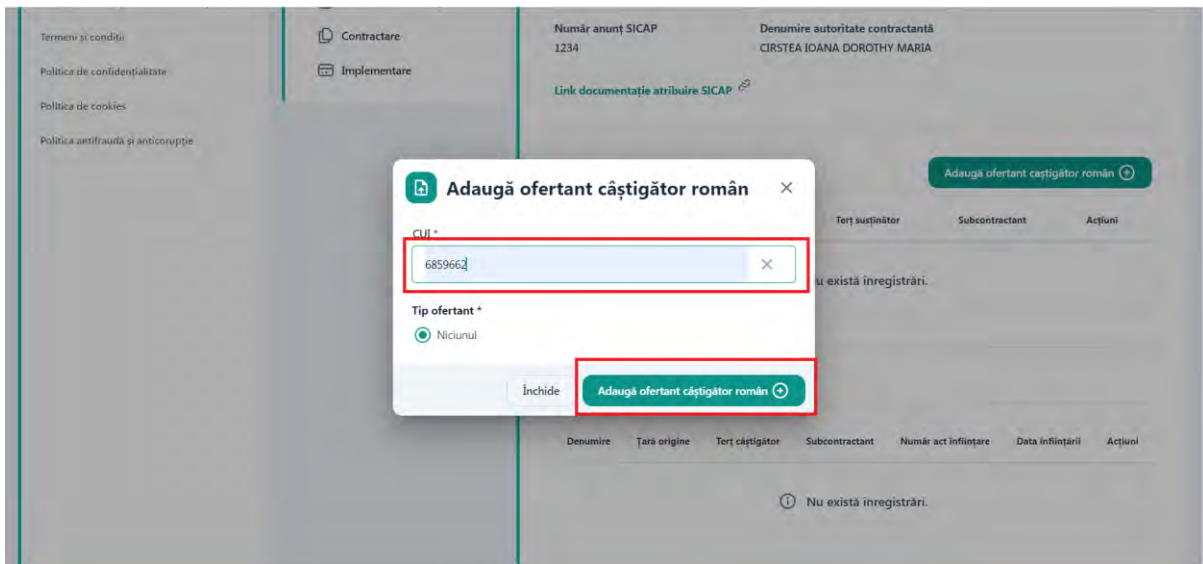 Termeni și condiții
Politica de confidențialitate
Politica de cookies
Politica antifraudă și anticorupție
Contractare
Implementare
Număr anunț SICAP
Denumire autoritate contractantă
1234
CIRSTEA IOANA DOROTHY MARIA
Link documentație atribuire SICAP
Adaugă ofertant câștigător român
Terț susținător Subcontractant Acțiuni
u există înregistrări.
Adaugă ofertant câștigător român
CUI *
6859662
Tip ofertant *
Niciunul
Închide
Adaugă ofertant câștigător român
Denumire Țară origine Terț câștigător Subcontractant Număr act înființare Data înființării Acțiuni
Nu există înregistrări.